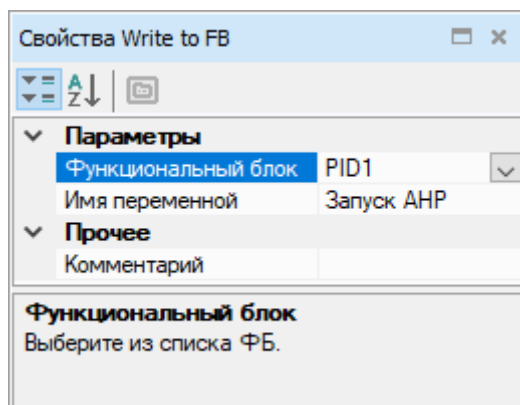 Свойства Write to FB
Параметры
Функциональный блок PID1
Имя переменной Запуск АНР
Прочее
Комментарий
Функциональный блок
Выберите из списка ФБ.